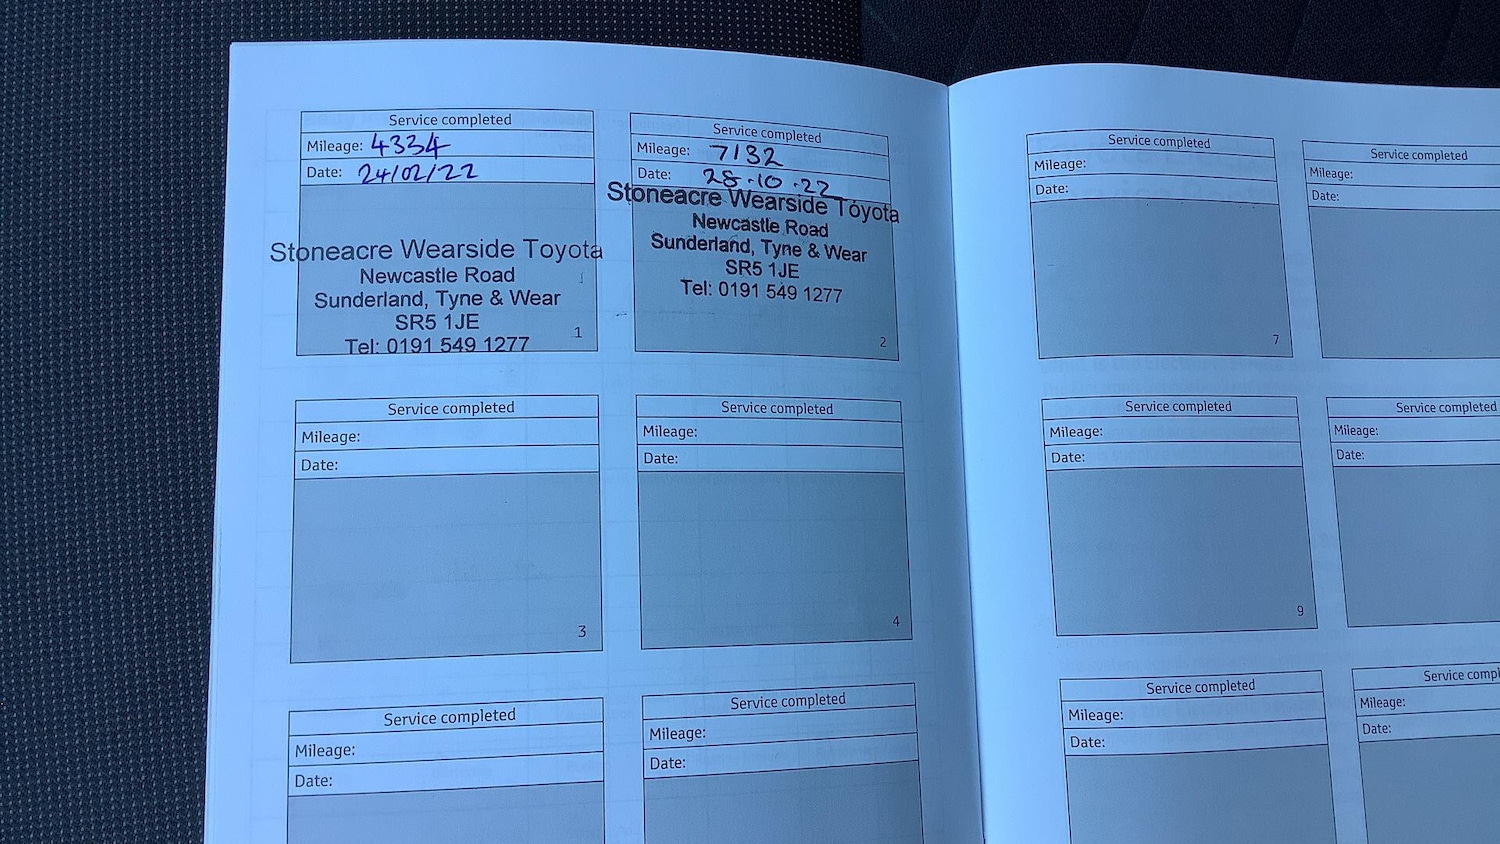 Service completed
Mileage: 4334
Date: 24/02/22
Stoneacre Wearside Toyota
Newcastle Road
Sunderland, Tyne & Wear
SR5 1JE
Tel: 0191 549 1277
1
Service completed
Mileage: 7132
Date: 28.10.22
Stoneacre Wearside Toyota
Newcastle Road
Sunderland, Tyne & Wear
SR5 1JE
Tel: 0191 549 1277
2
Service completed
Mileage:
Date:
3
Service completed
Mileage:
Date:
4
Service completed
Mileage:
Date:
Service completed
Mileage:
Date:
Service completed
Mileage:
Date:
7
Service completed
Mileage:
Date:
Service completed
Mileage:
Date:
9
Service completed
Mileage:
Date:
Service completed
Mileage:
Date:
Service compl
Mileage:
Date: